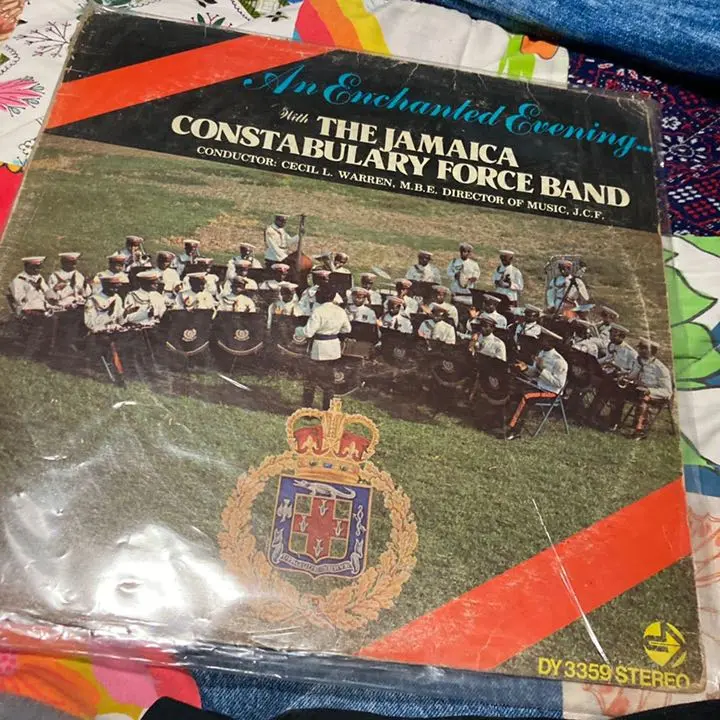 An Enchanted Evening...
With THE JAMAICA
CONSTABULARY FORCE BAND
CONDUCTOR: CECIL L. WARREN, M.B.E. DIRECTOR OF MUSIC, J.C.F.
DY 3359 STEREO